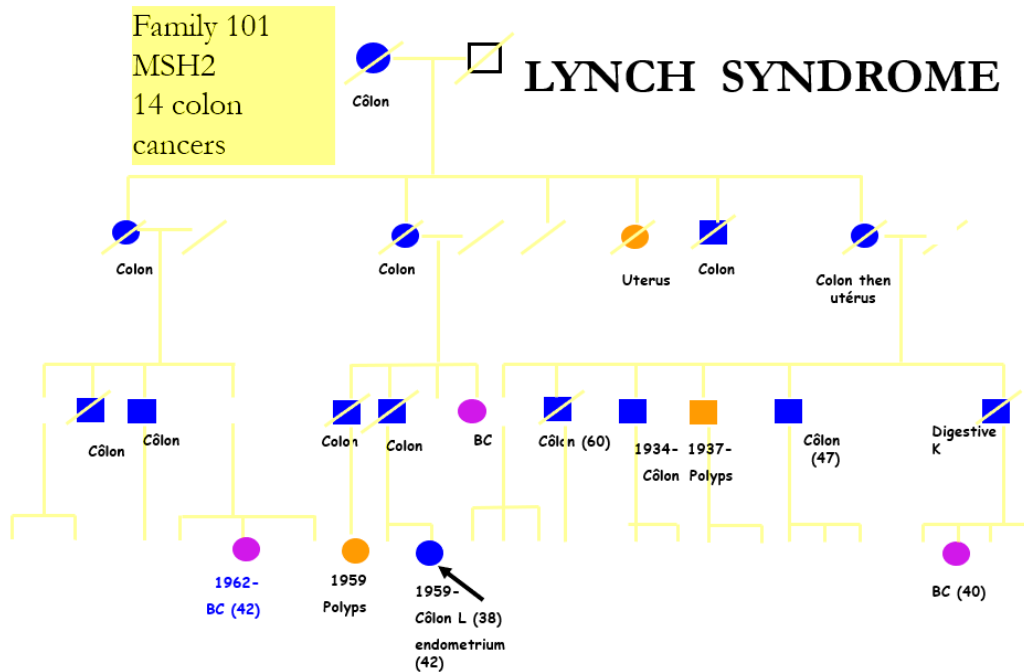 Family 101
MSH2
14 colon
cancers
LYNCH SYNDROME
Côlon
Colon
Colon
Uterus
Colon
Colon then
utérus
Côlon
Côlon
Colon
Colon
BC
Côlon (60)
1934-
Côlon
1937-
Polyps
Côlon
(47)
Digestive
K
1962-
BC (42)
1959
Polyps
1959-
Côlon L (38)
endometrium
(42)
BC (40)